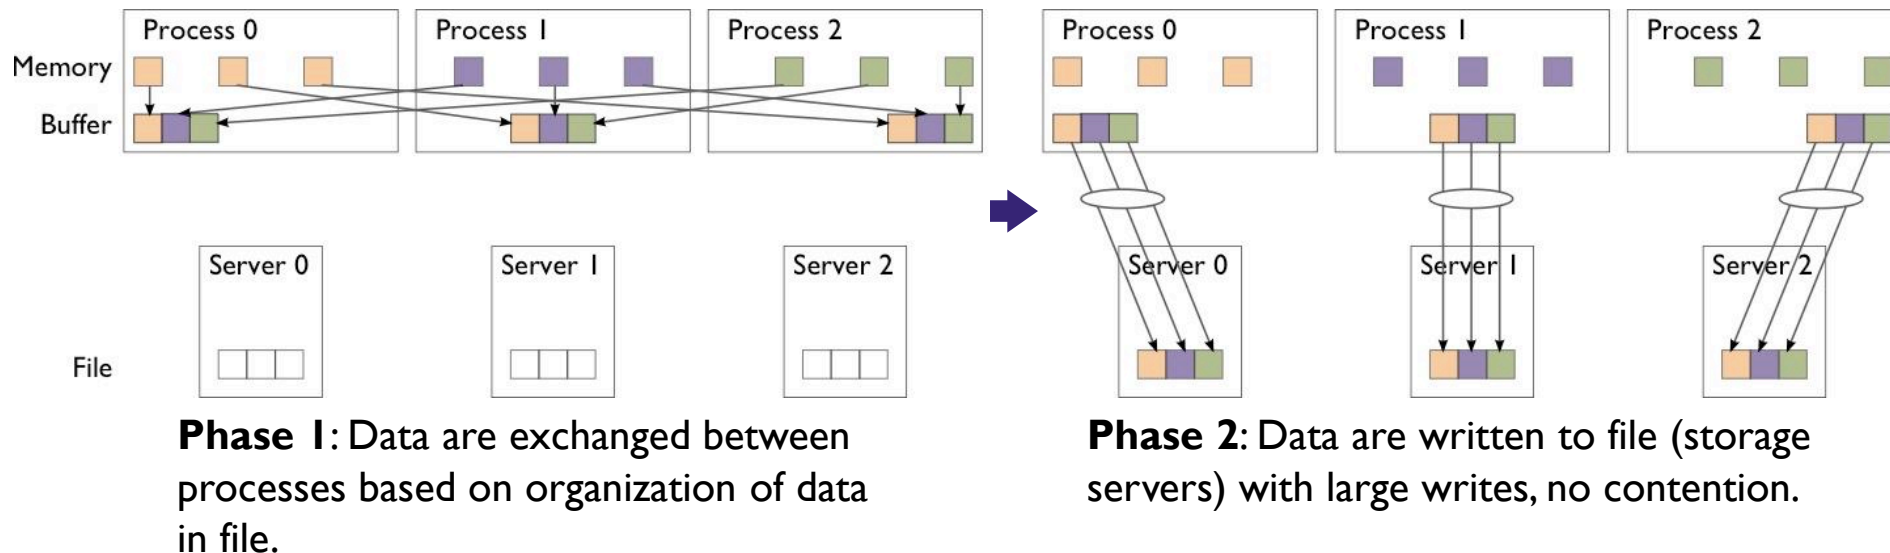 Process 0
Process 1
Process 2
Process 0
Process 1
Process 2
Memory
Buffer
Server 0
Server 1
Server 2
Server 0
Server 1
Server 2
File
Phase 1: Data are exchanged between
processes based on organization of data
in file.
Phase 2: Data are written to file (storage
servers) with large writes, no contention.